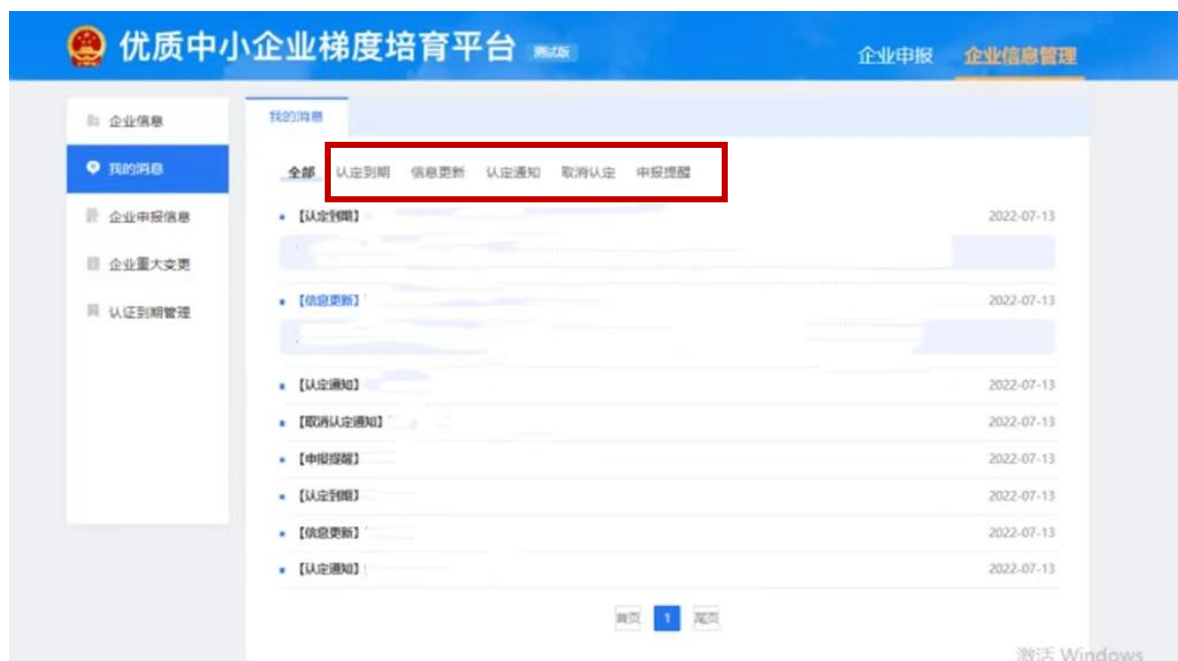 优质中小企业梯度培育平台 测试版
企业申报 企业信息管理
企业信息
我的消息
企业申报信息
企业重大变更
认证到期管理
我的消息
全部 认定到期 信息更新 认定通知 取消认定 申报提醒
【认定到期】 2022-07-13
【信息更新】 2022-07-13
【认定通知】 2022-07-13
【取消认定通知】 2022-07-13
【申报提醒】 2022-07-13
【认定到期】 2022-07-13
【信息更新】 2022-07-13
【认定通知】 2022-07-13
首页 1 尾页
激活 Windows